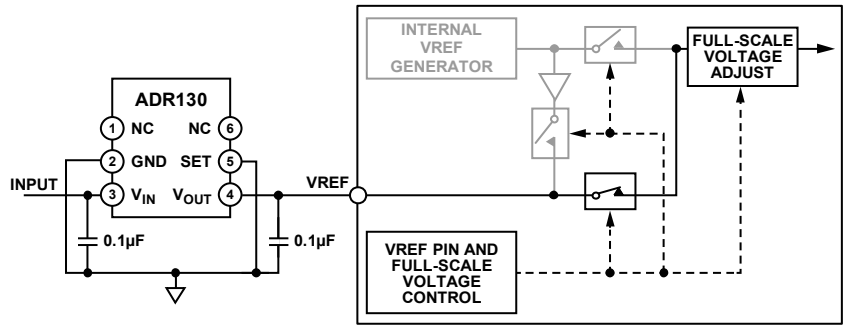 INTERNAL
VREF
GENERATOR
FULL-SCALE
VOLTAGE
ADJUST
ADR130
1 NC NC 6
2 GND SET 5
INPUT
3 VIN VOUT 4
VREF
0.1µF
0.1µF
VREF PIN AND
FULL-SCALE
VOLTAGE
CONTROL